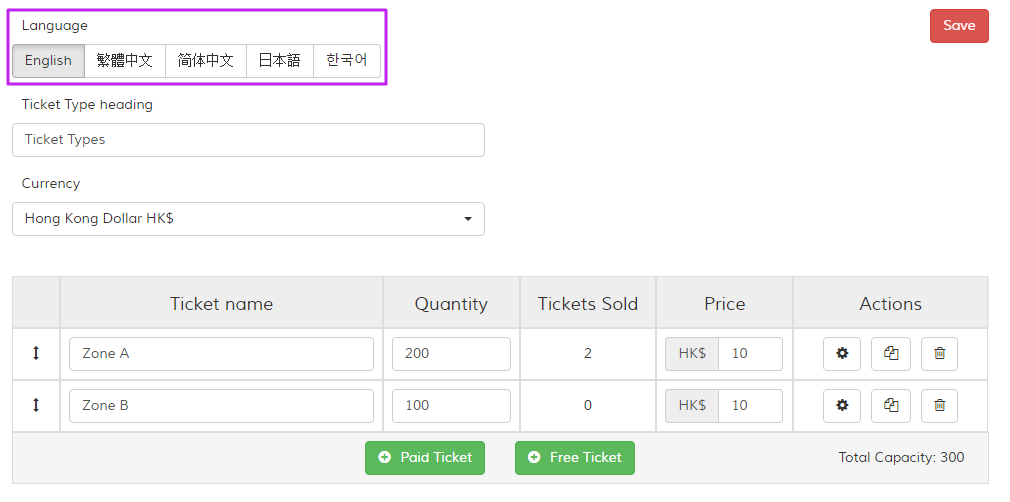 Language
Save
English 繁體中文 简体中文 日本語 한국어
Ticket Type heading
Ticket Types
Currency
Hong Kong Dollar HK$
Ticket name Quantity Tickets Sold Price Actions
Zone A 200 2 HK$ 10
Zone B 100 0 HK$ 10
Paid Ticket Free Ticket Total Capacity: 300